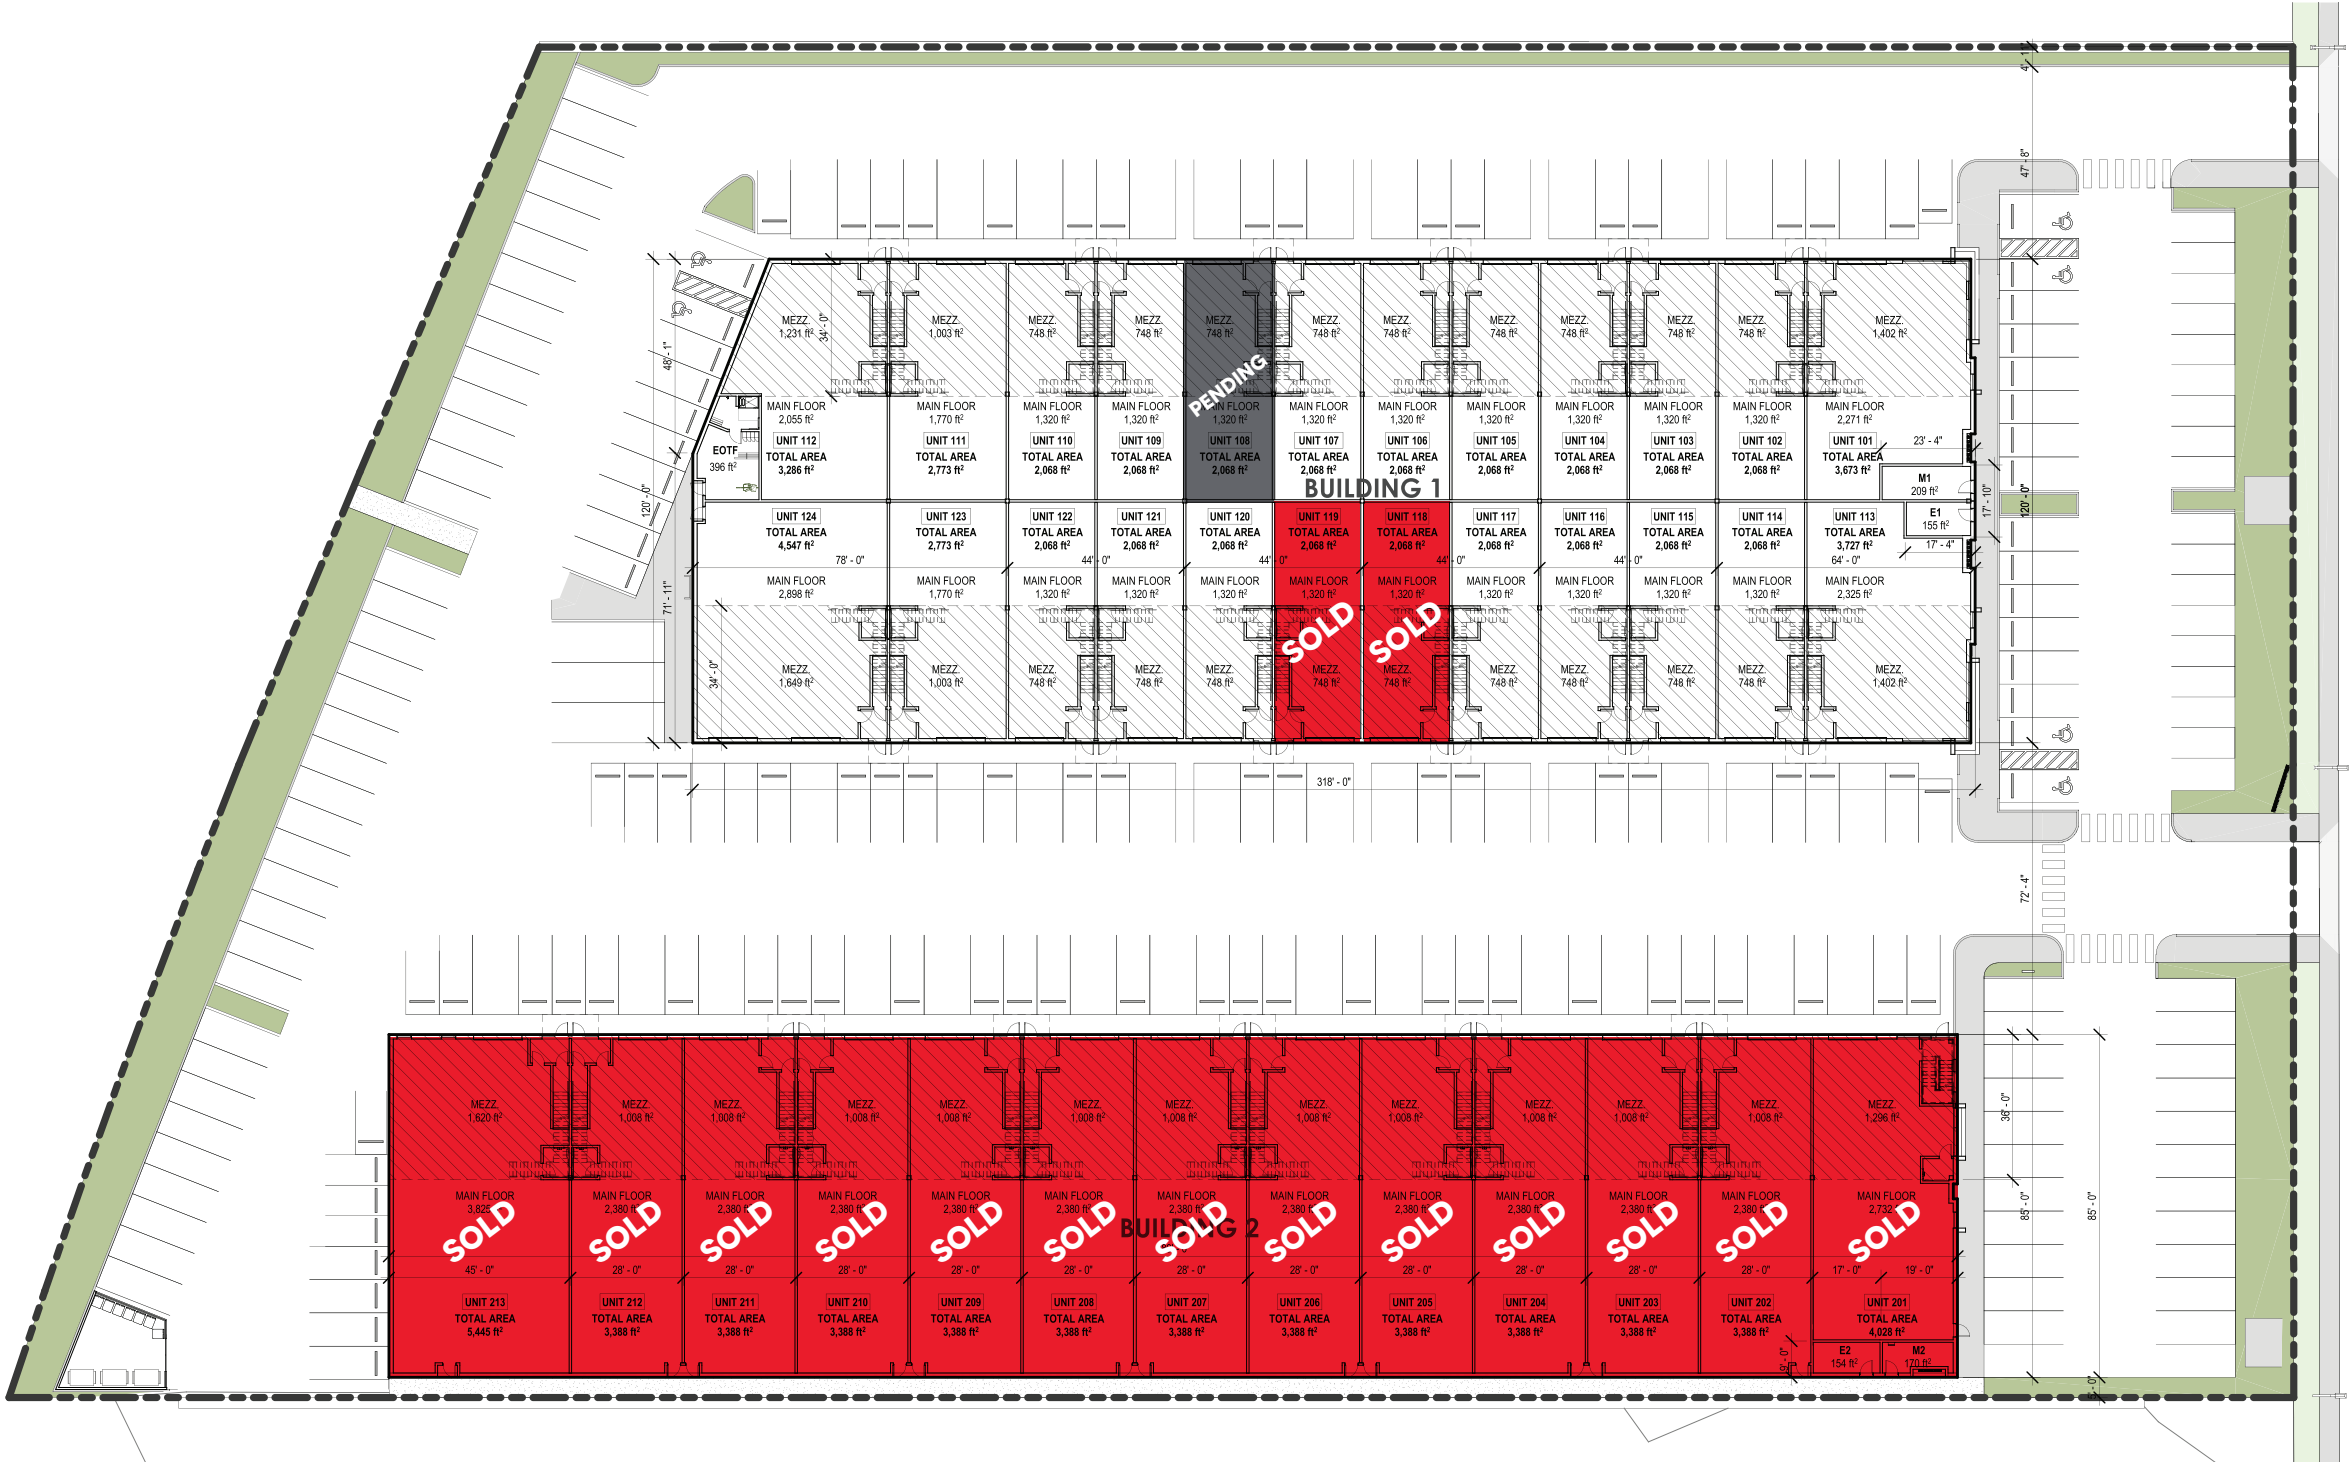 4' - 11"
47' - 8"
MEZZ.
1,231 ft²
34' - 0"
MEZZ.
1,003 ft²
MEZZ.
748 ft²
MEZZ.
748 ft²
MEZZ.
748 ft²
MEZZ.
748 ft²
MEZZ.
748 ft²
MEZZ.
748 ft²
MEZZ.
748 ft²
MEZZ.
748 ft²
MEZZ.
748 ft²
MEZZ.
1,402 ft²
48' - 1"
PENDING
MAIN FLOOR
2,055 ft²
MAIN FLOOR
1,770 ft²
MAIN FLOOR
1,320 ft²
MAIN FLOOR
1,320 ft²
MAIN FLOOR
1,320 ft²
MAIN FLOOR
1,320 ft²
MAIN FLOOR
1,320 ft²
MAIN FLOOR
1,320 ft²
MAIN FLOOR
1,320 ft²
MAIN FLOOR
1,320 ft²
MAIN FLOOR
1,320 ft²
MAIN FLOOR
2,271 ft²
EOTF
396 ft²
UNIT 112
TOTAL AREA
3,286 ft²
UNIT 111
TOTAL AREA
2,773 ft²
UNIT 110
TOTAL AREA
2,068 ft²
UNIT 109
TOTAL AREA
2,068 ft²
UNIT 108
TOTAL AREA
2,068 ft²
UNIT 107
TOTAL AREA
2,068 ft²
UNIT 106
TOTAL AREA
2,068 ft²
UNIT 105
TOTAL AREA
2,068 ft²
UNIT 104
TOTAL AREA
2,068 ft²
UNIT 103
TOTAL AREA
2,068 ft²
UNIT 102
TOTAL AREA
2,068 ft²
UNIT 101
TOTAL AREA
3,673 ft²
23' - 4"
M1
209 ft²
BUILDING 1
120' - 0"
17' - 10"
120' - 0"
E1
155 ft²
17' - 4"
UNIT 124
TOTAL AREA
4,547 ft²
UNIT 123
TOTAL AREA
2,773 ft²
UNIT 122
TOTAL AREA
2,068 ft²
UNIT 121
TOTAL AREA
2,068 ft²
UNIT 120
TOTAL AREA
2,068 ft²
UNIT 119
TOTAL AREA
2,068 ft²
UNIT 118
TOTAL AREA
2,068 ft²
UNIT 117
TOTAL AREA
2,068 ft²
UNIT 116
TOTAL AREA
2,068 ft²
UNIT 115
TOTAL AREA
2,068 ft²
UNIT 114
TOTAL AREA
2,068 ft²
UNIT 113
TOTAL AREA
3,727 ft²
78' - 0"
44' - 0"
44' - 0"
44' - 0"
44' - 0"
64' - 0"
71' - 11"
MAIN FLOOR
2,898 ft²
MAIN FLOOR
1,770 ft²
MAIN FLOOR
1,320 ft²
MAIN FLOOR
1,320 ft²
MAIN FLOOR
1,320 ft²
MAIN FLOOR
1,320 ft²
MAIN FLOOR
1,320 ft²
MAIN FLOOR
1,320 ft²
MAIN FLOOR
1,320 ft²
MAIN FLOOR
1,320 ft²
MAIN FLOOR
1,320 ft²
MAIN FLOOR
2,325 ft²
SOLD
SOLD
34' - 0"
MEZZ.
1,649 ft²
MEZZ.
1,003 ft²
MEZZ.
748 ft²
MEZZ.
748 ft²
MEZZ.
748 ft²
MEZZ.
748 ft²
MEZZ.
748 ft²
MEZZ.
748 ft²
MEZZ.
748 ft²
MEZZ.
748 ft²
MEZZ.
748 ft²
MEZZ.
1,402 ft²
318' - 0"
72' - 4"
MEZZ.
1,620 ft²
MEZZ.
1,008 ft²
MEZZ.
1,008 ft²
MEZZ.
1,008 ft²
MEZZ.
1,008 ft²
MEZZ.
1,008 ft²
MEZZ.
1,008 ft²
MEZZ.
1,008 ft²
MEZZ.
1,008 ft²
MEZZ.
1,008 ft²
MEZZ.
1,008 ft²
MEZZ.
1,008 ft²
MEZZ.
1,296 ft²
36' - 0"
85' - 0"
85' - 0"
MAIN FLOOR
MAIN FLOOR
2,380
MAIN FLOOR
2,380
MAIN FLOOR
2,380
MAIN FLOOR
2,380
MAIN FLOOR
2,380
MAIN FLOOR
2,380
MAIN FLOOR
2,380
MAIN FLOOR
2,380
MAIN FLOOR
2,380
MAIN FLOOR
2,380
MAIN FLOOR
2,380
MAIN FLOOR
2,732
SOLD
SOLD
SOLD
SOLD
SOLD
SOLD
SOLD
SOLD
SOLD
SOLD
SOLD
SOLD
SOLD
BUILDING 2
45' - 0"
28' - 0"
28' - 0"
28' - 0"
28' - 0"
28' - 0"
28' - 0"
28' - 0"
28' - 0"
28' - 0"
28' - 0"
28' - 0"
17' - 0"
19' - 0"
UNIT 213
TOTAL AREA
5,445 ft²
UNIT 212
TOTAL AREA
3,388 ft²
UNIT 211
TOTAL AREA
3,388 ft²
UNIT 210
TOTAL AREA
3,388 ft²
UNIT 209
TOTAL AREA
3,388 ft²
UNIT 208
TOTAL AREA
3,388 ft²
UNIT 207
TOTAL AREA
3,388 ft²
UNIT 206
TOTAL AREA
3,388 ft²
UNIT 205
TOTAL AREA
3,388 ft²
UNIT 204
TOTAL AREA
3,388 ft²
UNIT 203
TOTAL AREA
3,388 ft²
UNIT 202
TOTAL AREA
3,388 ft²
UNIT 201
TOTAL AREA
4,028 ft²
9' - 0"
E2
154 ft²
M2
170 ft²